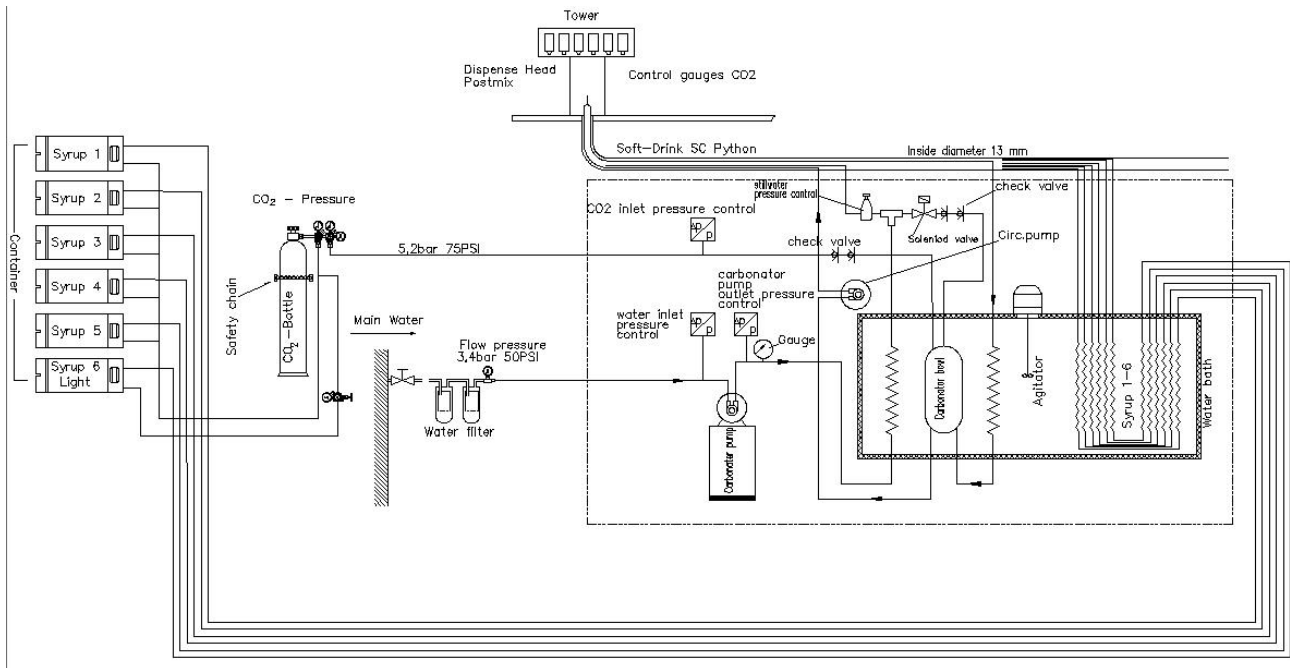 Tower
Dispense Head
Postmix
Control gauges CO2
Soft-Drink SC Python
Inside diameter 13 mm
Container
Syrup 1
Syrup 2
Syrup 3
Syrup 4
Syrup 5
Syrup 6
Light
CO2 - Pressure
5,2bar 75PSI
Safety chain
CO2-Bottle
Main Water
Flow pressure
3,4bar 50PSI
Water filter
CO2 inlet pressure control
Δp
p
stillwater
pressure control
check valve
Soleniod valve
check valve
Circ.pump
carbonator
pump
outlet pressure
control
water inlet
pressure
control
Δp
p
Δp
p
Gauge
Carbonator pump
Carbonator bowl
Agitator
Syrup 1-6
Water bath